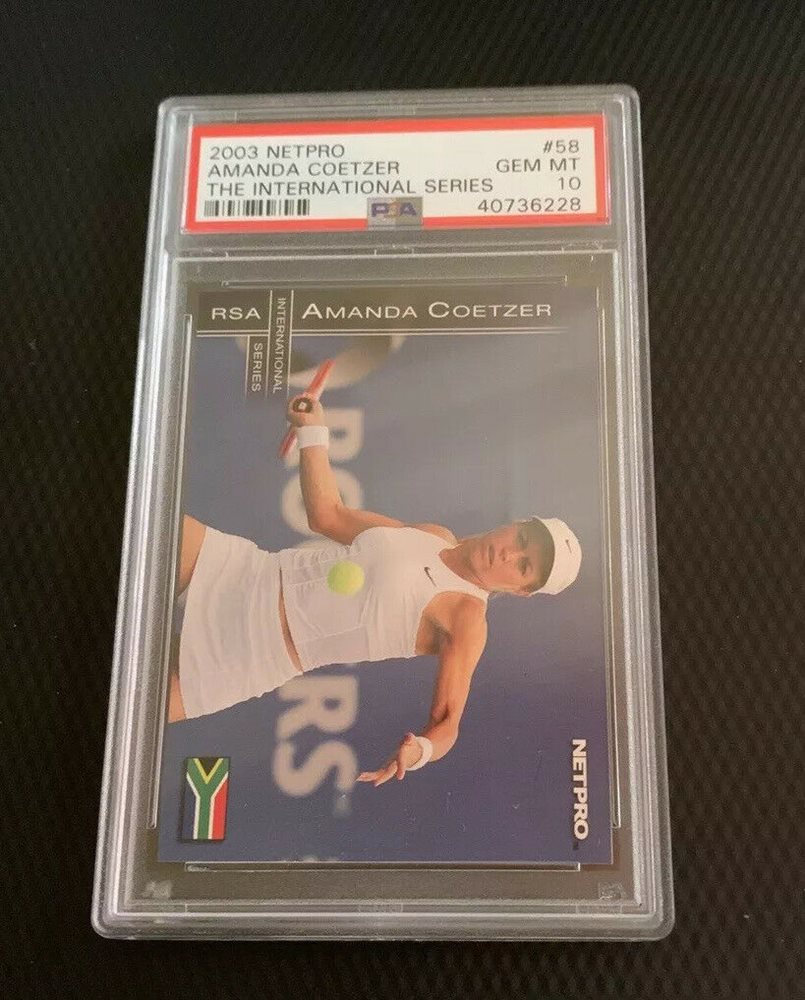 2003 NETPRO #58
AMANDA COETZER GEM MT
THE INTERNATIONAL SERIES 10
PSA 40736228
RSA INTERNATIONAL SERIES AMANDA COETZER
ROGERS
NETPRO